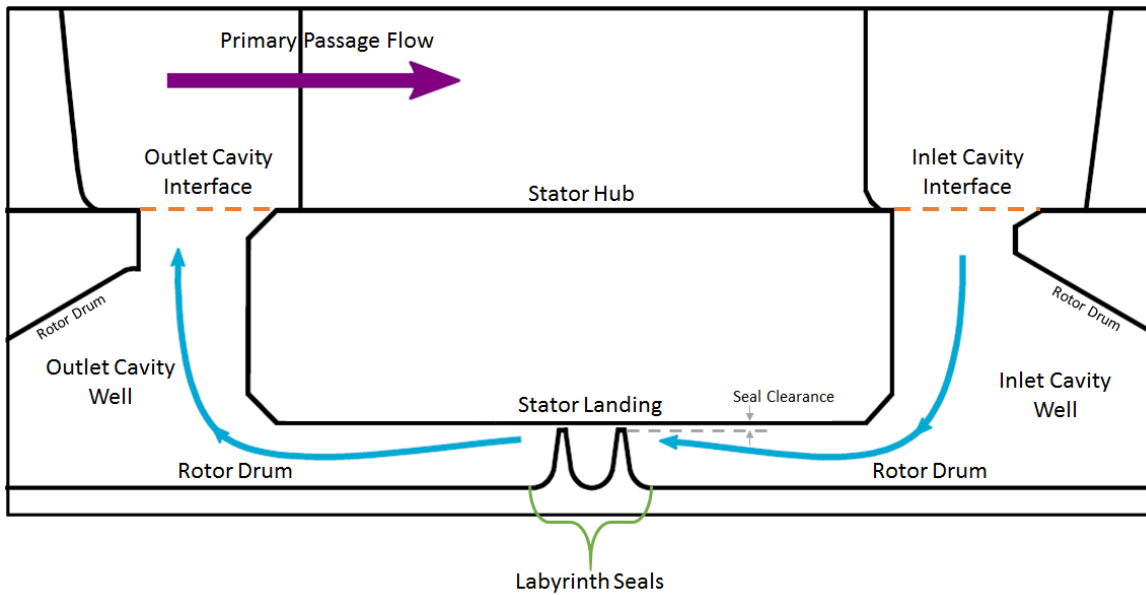 Primary Passage Flow
Outlet Cavity
Interface
Inlet Cavity
Interface
Stator Hub
Rotor Drum
Rotor Drum
Outlet Cavity
Well
Inlet Cavity
Well
Stator Landing
Seal Clearance
Rotor Drum
Rotor Drum
Labyrinth Seals